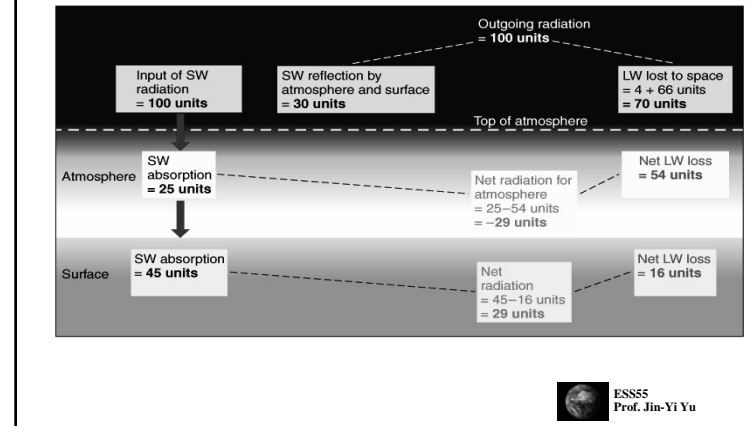 Outgoing radiation
= 100 units
Input of SW
radiation
= 100 units
SW reflection by
atmosphere and surface
= 30 units
LW lost to space
= 4 + 66 units
= 70 units
Top of atmosphere
Atmosphere
SW
absorption
= 25 units
Net radiation for
atmosphere
= 25−54 units
= −29 units
Net LW loss
= 54 units
Surface
SW absorption
= 45 units
Net
radiation
= 45−16 units
= 29 units
Net LW loss
= 16 units
ESS55
Prof. Jin-Yi Yu